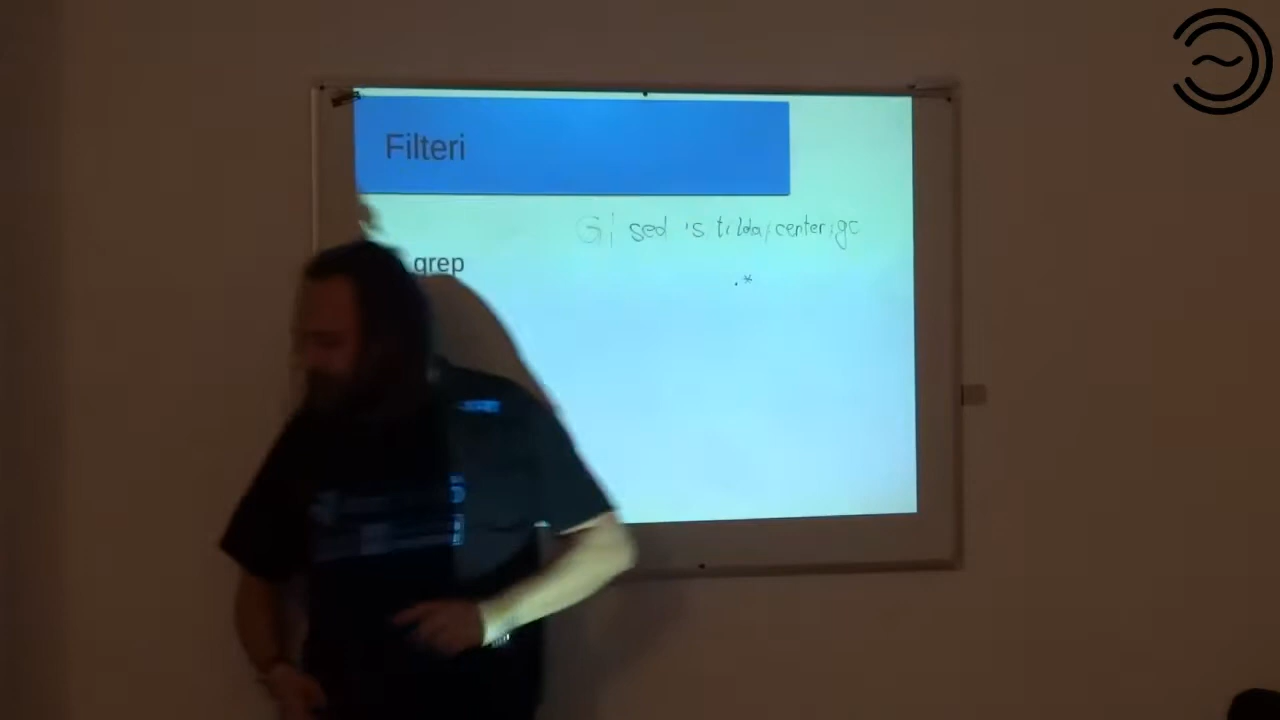 Filteri
G| sed 's tilda/center/gc
grep
.*